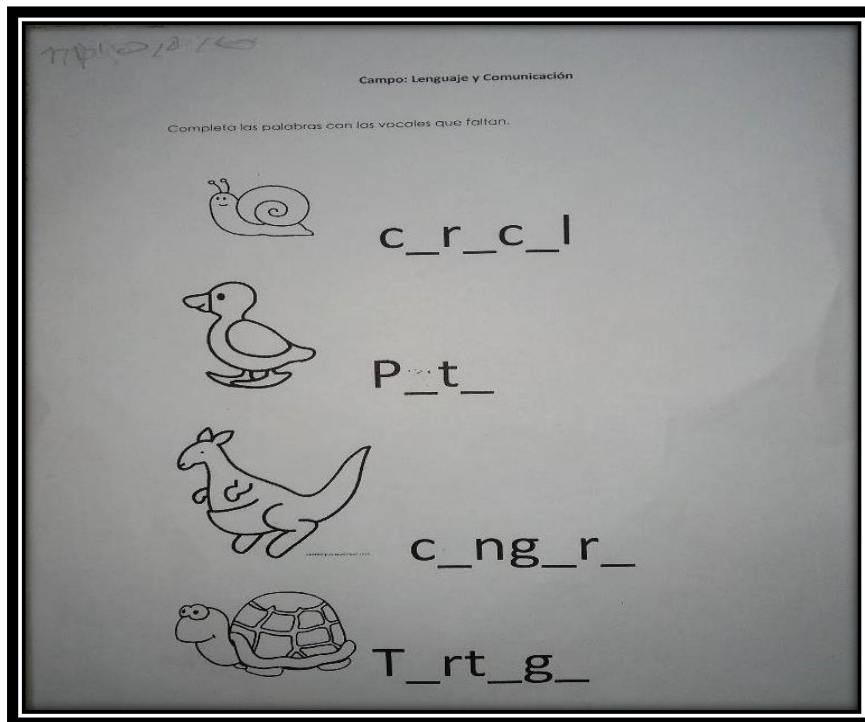 Campo: Lenguaje y Comunicación
Completa las palabras con las vocales que faltan.
c_r_c_l
P_t_
c_ng_r_
T_rt_g_